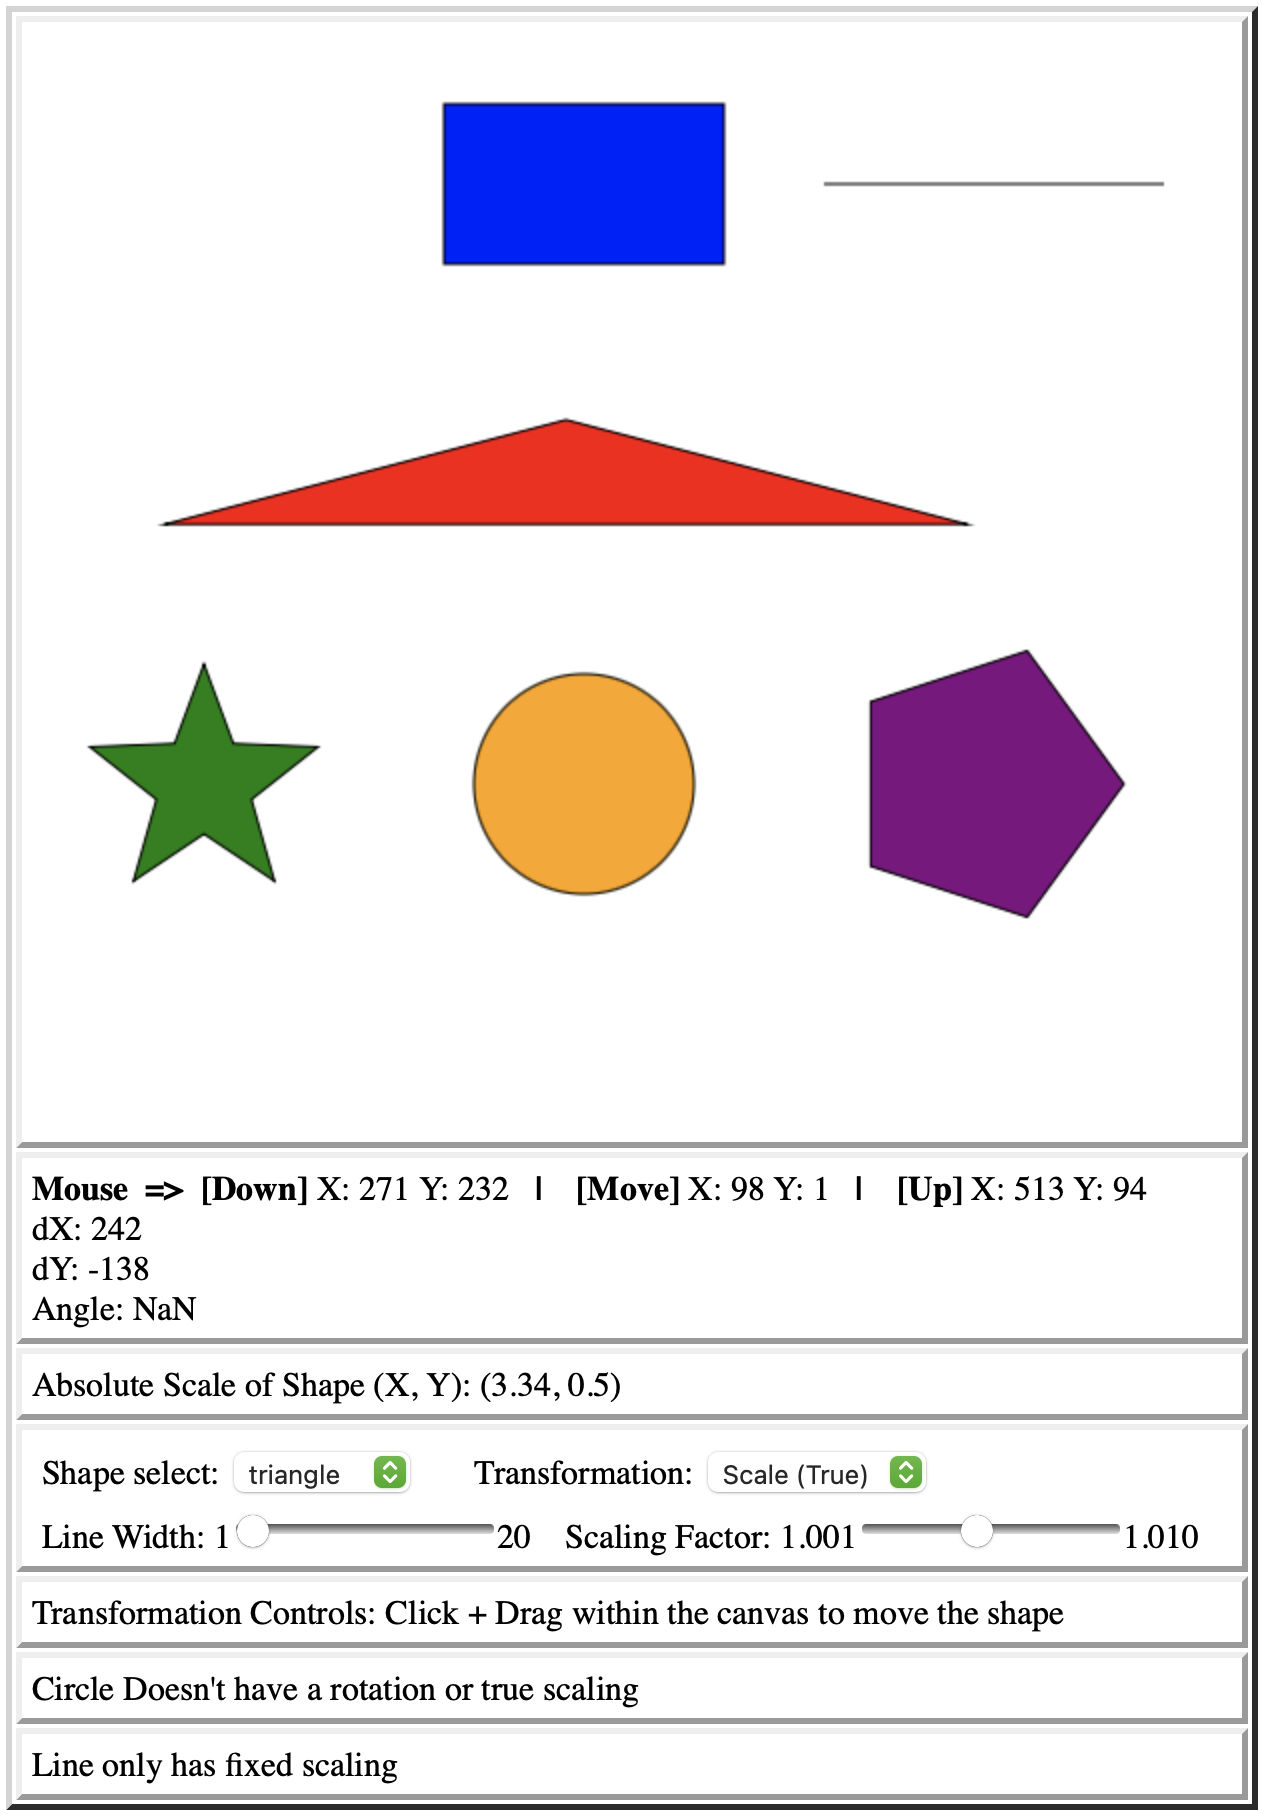 Mouse => [Down] X: 271 Y: 232 | [Move] X: 98 Y: 1 | [Up] X: 513 Y: 94
dX: 242
dY: -138
Angle: NaN
Absolute Scale of Shape (X, Y): (3.34, 0.5)
Shape select: triangle Transformation: Scale (True)
Line Width: 1 20 Scaling Factor: 1.001 1.010
Transformation Controls: Click + Drag within the canvas to move the shape
Circle Doesn't have a rotation or true scaling
Line only has fixed scaling